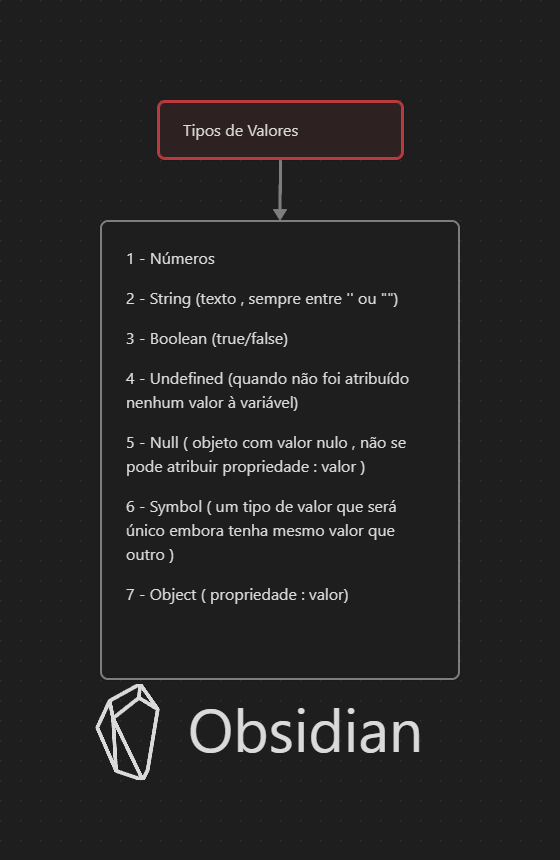 Tipos de Valores
1 - Números
2 - String (texto , sempre entre '' ou "")
3 - Boolean (true/false)
4 - Undefined (quando não foi atribuído
nenhum valor à variável)
5 - Null ( objeto com valor nulo , não se
pode atribuir propriedade : valor )
6 - Symbol ( um tipo de valor que será
único embora tenha mesmo valor que
outro )
7 - Object ( propriedade : valor)
Obsidian